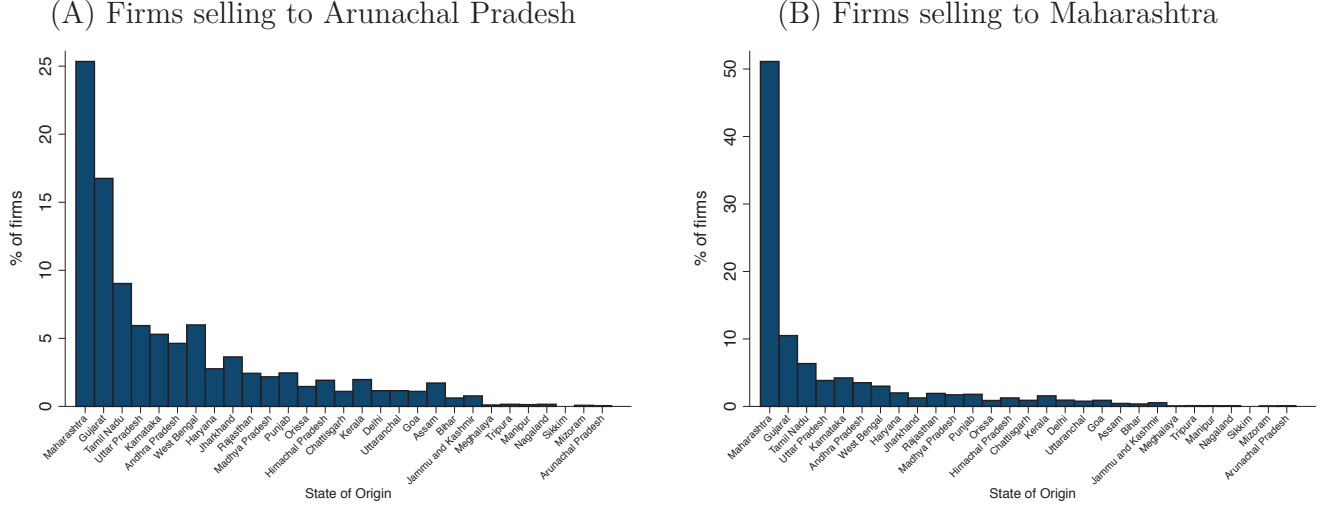 (A) Firms selling to Arunachal Pradesh
25
20
15
10
5
0
% of firms
Maharashtra
Gujarat
Tamil Nadu
Uttar Pradesh
Karnataka
Andhra Pradesh
West Bengal
Haryana
Jharkhand
Rajasthan
Madhya Pradesh
Punjab
Orissa
Himachal Pradesh
Chattisgarh
Kerala
Delhi
Uttaranchal
Goa
Assam
Bihar
Jammu and Kashmir
Meghalaya
Tripura
Manipur
Nagaland
Sikkim
Mizoram
Arunachal Pradesh
State of Origin
(B) Firms selling to Maharashtra
50
40
30
20
10
0
% of firms
Maharashtra
Gujarat
Tamil Nadu
Uttar Pradesh
Karnataka
Andhra Pradesh
West Bengal
Haryana
Jharkhand
Rajasthan
Madhya Pradesh
Punjab
Orissa
Himachal Pradesh
Chattisgarh
Kerala
Delhi
Uttaranchal
Goa
Assam
Bihar
Jammu and Kashmir
Meghalaya
Tripura
Manipur
Nagaland
Sikkim
Mizoram
Arunachal Pradesh
State of Origin